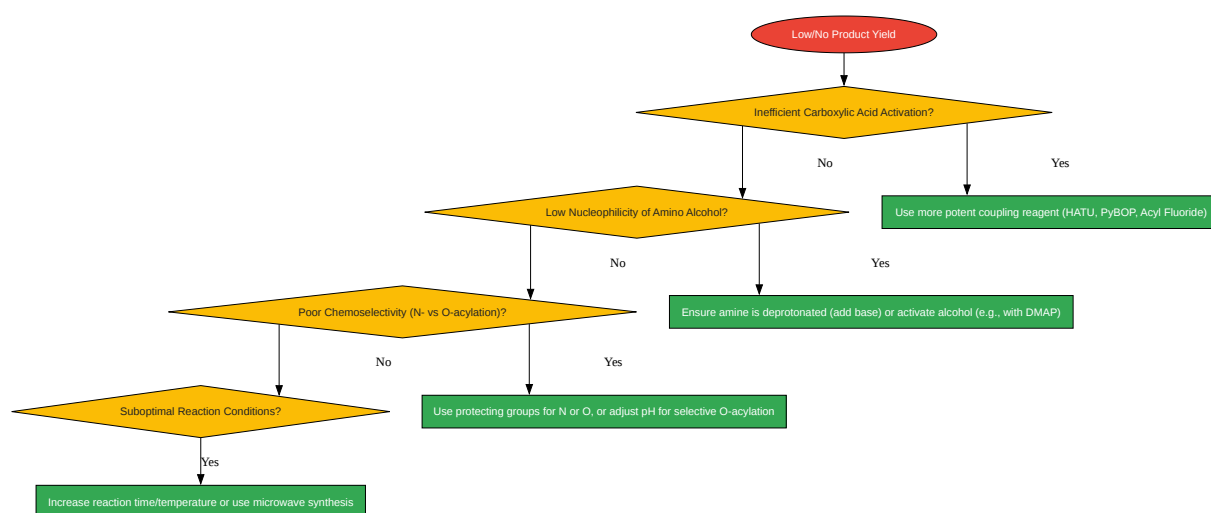 Low/No Product Yield
Inefficient Carboxylic Acid Activation?
No
Yes
Low Nucleophilicity of Amino Alcohol?
Use more potent coupling reagent (HATU, PyBOP, Acyl Fluoride)
No
Yes
Poor Chemoselectivity (N- vs O-acylation)?
Ensure amine is deprotonated (add base) or activate alcohol (e.g., with DMAP)
No
Yes
Suboptimal Reaction Conditions?
Use protecting groups for N or O, or adjust pH for selective O-acylation
Yes
Increase reaction time/temperature or use microwave synthesis